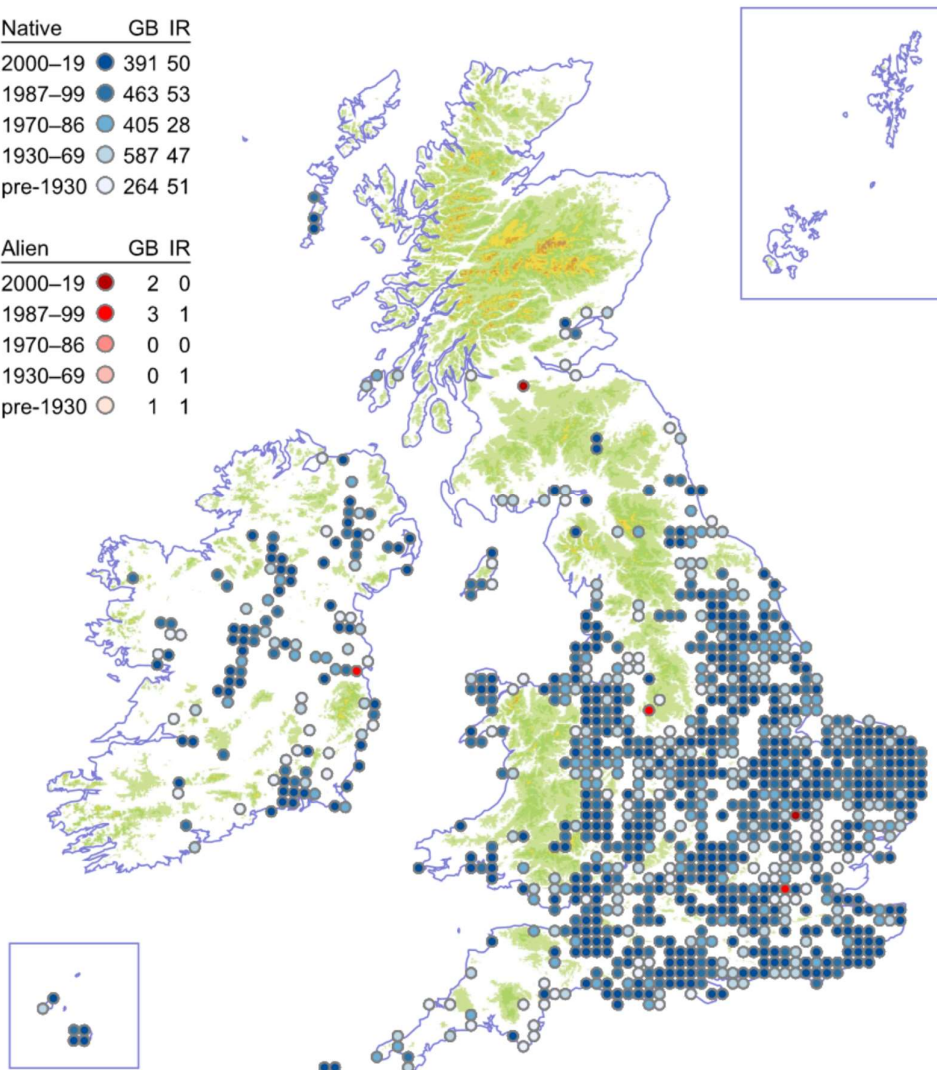 Native GB IR
2000–19 391 50
1987–99 463 53
1970–86 405 28
1930–69 587 47
pre-1930 264 51
Alien GB IR
2000–19 2 0
1987–99 3 1
1970–86 0 0
1930–69 0 1
pre-1930 1 1